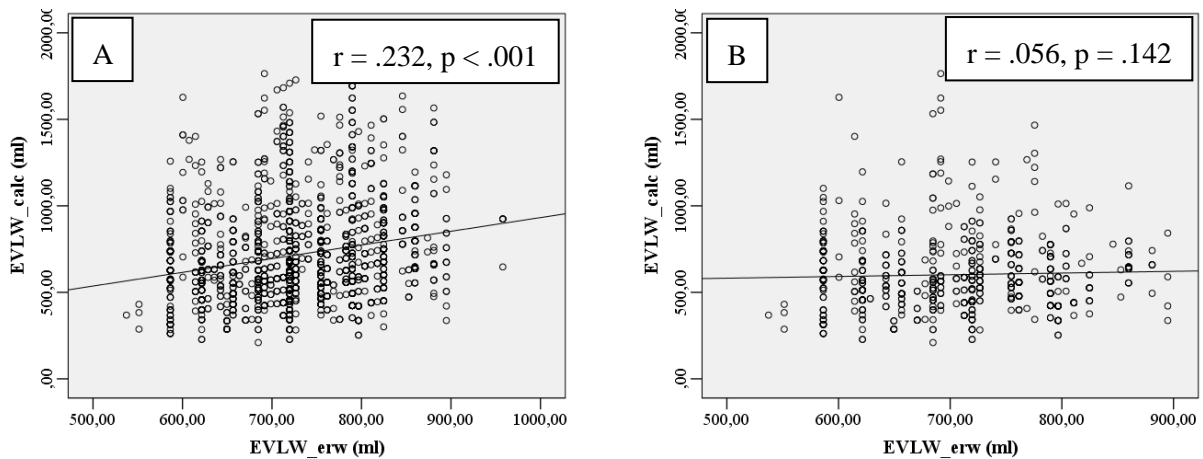 A
r = .232, p < .001
EVLW_calc (ml)
2000,00
1500,00
1000,00
500,00
,00
500,00 600,00 700,00 800,00 900,00 1000,00
EVLW_erw (ml)
B
r = .056, p = .142
EVLW_calc (ml)
2000,00
1500,00
1000,00
500,00
,00
500,00 600,00 700,00 800,00 900,00
EVLW_erw (ml)